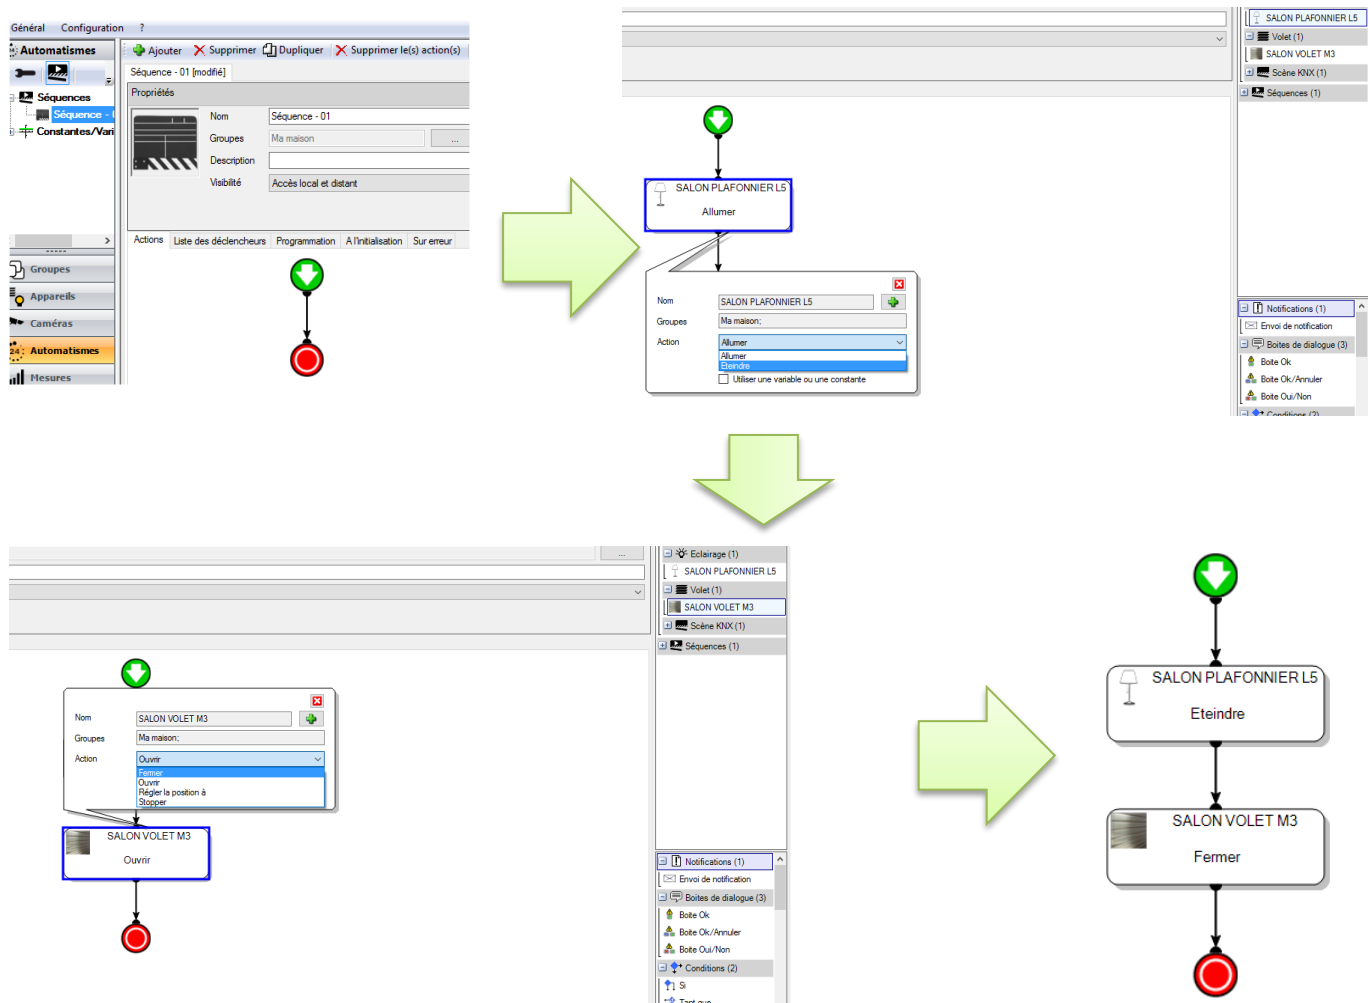 Général Configuration ?
Automatismes
Ajouter Supprimer Dupliquer Supprimer le(s) action(s)
Séquence - 01 [modifié]
Propriétés
Séquences
Séquence - 
Constantes/Vari
Nom Séquence - 01
Groupes Ma maison ...
Description
Visibilité Accès local et distant
Actions Liste des déclencheurs Programmation A l'initialisation Sur erreur
Groupes
Appareils
Caméras
24 Automatismes
Mesures
SALON PLAFONNIER L5
Allumer
Nom SALON PLAFONNIER L5
Groupes Ma maison;
Action Allumer
Allumer
Eteindre
Utiliser une variable ou une constante
SALON PLAFONNIER L5
Volet (1)
SALON VOLET M3
Scène KNX (1)
Séquences (1)
Notifications (1)
Envoi de notification
Boites de dialogue (3)
Boite Ok
Boite Ok/Annuler
Boite Oui/Non
Conditions (2)
...
Nom SALON VOLET M3
Groupes Ma maison;
Action Ouvrir
Fermer
Ouvrir
Régler la position à
Stopper
SALON VOLET M3
Ouvrir
Eclairage (1)
SALON PLAFONNIER L5
Volet (1)
SALON VOLET M3
Scène KNX (1)
Séquences (1)
Notifications (1)
Envoi de notification
Boites de dialogue (3)
Boite Ok
Boite Ok/Annuler
Boite Oui/Non
Conditions (2)
Si
Tant que
SALON PLAFONNIER L5
Eteindre
SALON VOLET M3
Fermer